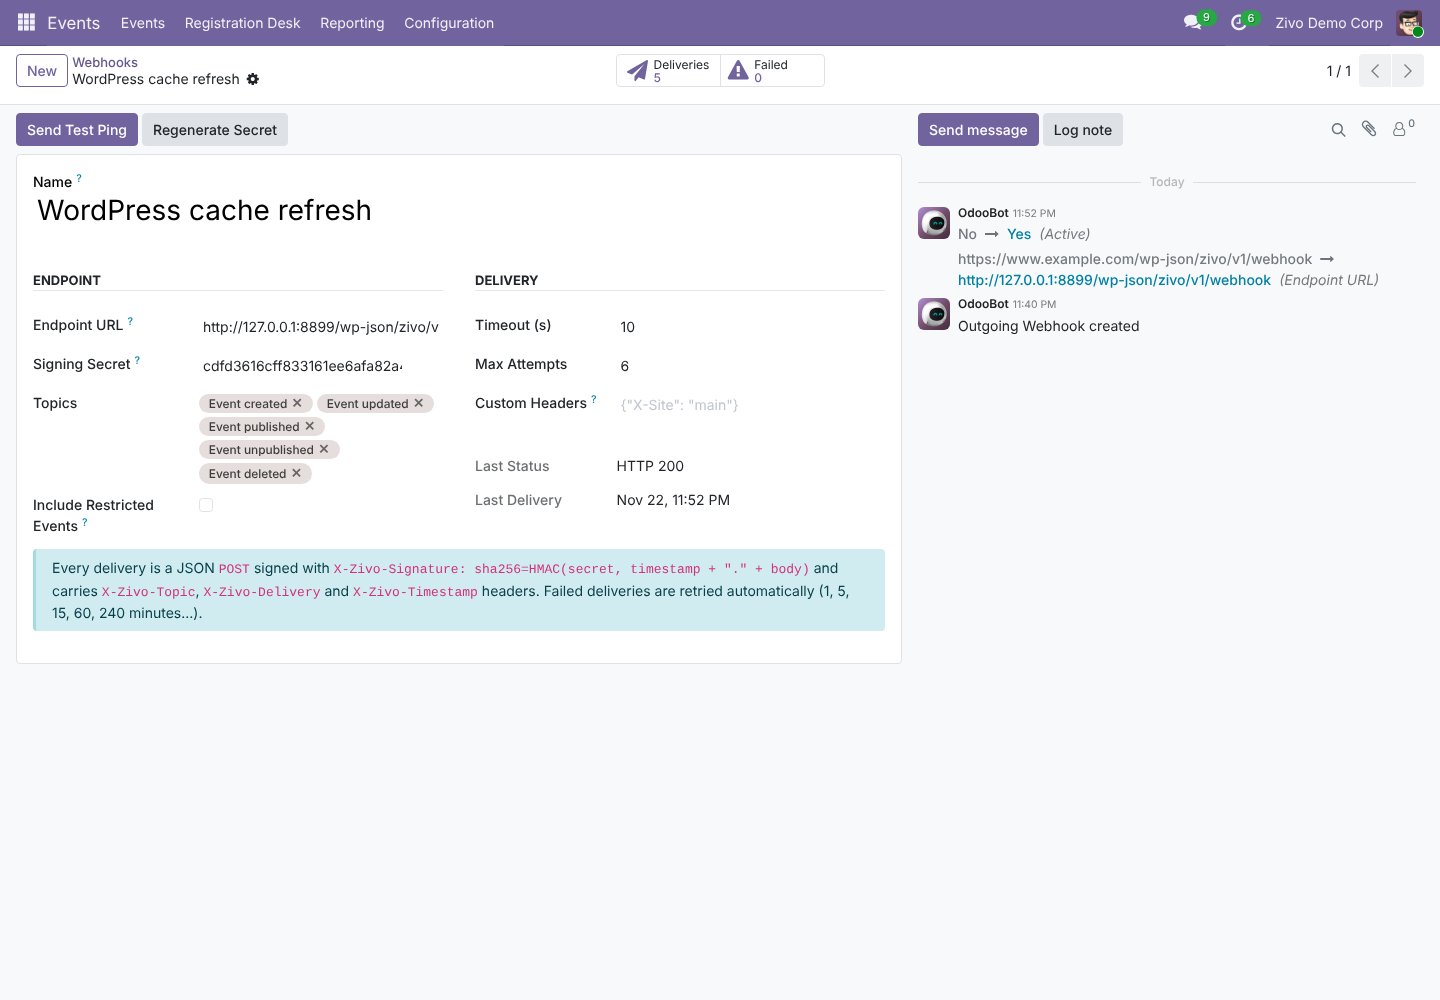 Events Events Registration Desk Reporting Configuration 9 6 Zivo Demo Corp
New Webhooks
WordPress cache refresh
Deliveries 5 Failed 0
1 / 1
Send Test Ping Regenerate Secret
Send message Log note 0
Name ?
WordPress cache refresh
ENDPOINT
Endpoint URL ? http://127.0.0.1:8899/wp-json/zivo/v
Signing Secret ? cdfd3616cff833161ee6afa82a
Topics
Event created ✕ Event updated ✕
Event published ✕
Event unpublished ✕
Event deleted ✕
Include Restricted
Events ?
DELIVERY
Timeout (s) 10
Max Attempts 6
Custom Headers ? {"X-Site": "main"}
Last Status HTTP 200
Last Delivery Nov 22, 11:52 PM
Every delivery is a JSON POST signed with X-Zivo-Signature: sha256=HMAC(secret, timestamp + "." + body) and
carries X-Zivo-Topic, X-Zivo-Delivery and X-Zivo-Timestamp headers. Failed deliveries are retried automatically (1, 5,
15, 60, 240 minutes...).
Today
OdooBot 11:52 PM
No → Yes (Active)
https://www.example.com/wp-json/zivo/v1/webhook →
http://127.0.0.1:8899/wp-json/zivo/v1/webhook (Endpoint URL)
OdooBot 11:40 PM
Outgoing Webhook created